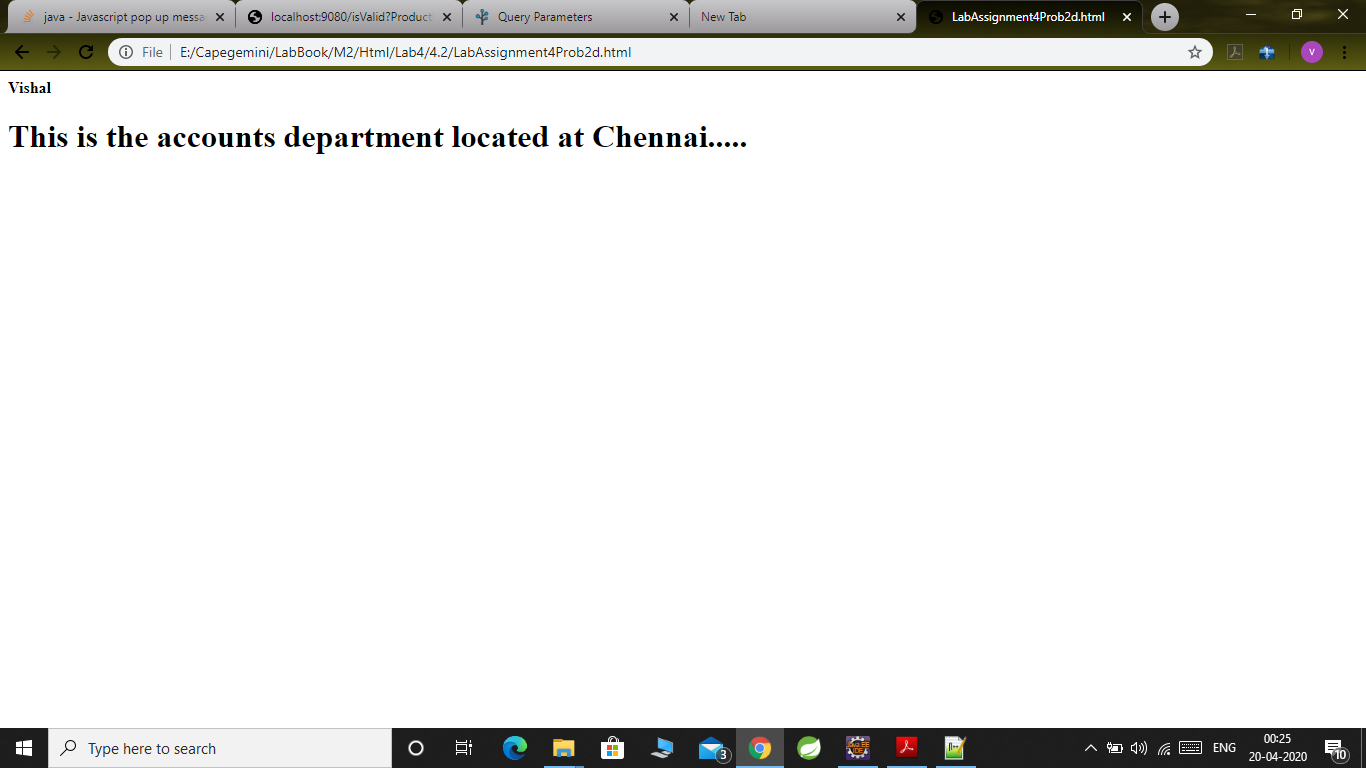 java - Javascript pop up messa
localhost:9080/isValid?Product
Query Parameters
New Tab
LabAssignment4Prob2d.html
File
E:/Capegemini/LabBook/M2/Html/Lab4/4.2/LabAssignment4Prob2d.html
V
Vishal
This is the accounts department located at Chennai.....
Type here to search
3
ENG
00:25
20-04-2020
10